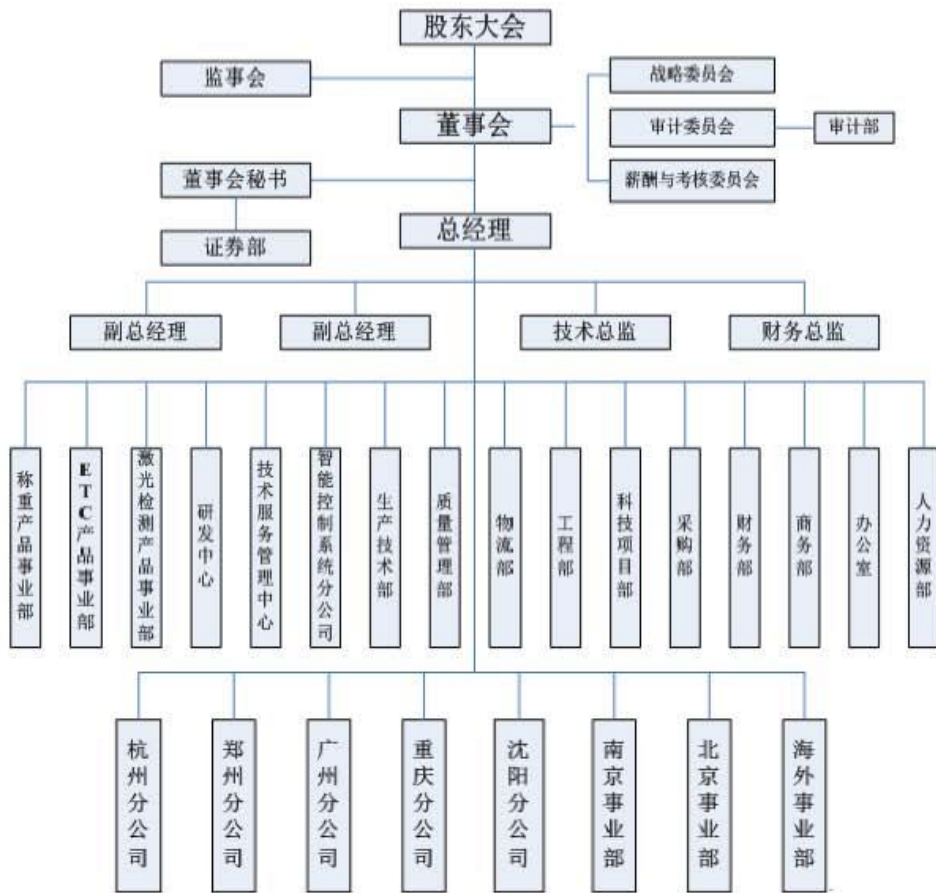 股东大会
监事会
战略委员会
董事会
审计委员会
审计部
董事会秘书
薪酬与考核委员会
总经理
证券部
副总经理
副总经理
技术总监
财务总监
称重产品事业部
ETC产品事业部
激光检测产品事业部
研发中心
技术服务管理中心
智能控制系统分公司
生产技术部
质量管理部
物流部
工程部
科技项目部
采购部
财务部
商务部
办公室
人力资源部
杭州分公司
郑州分公司
广州分公司
重庆分公司
沈阳分公司
南京事业部
北京事业部
海外事业部